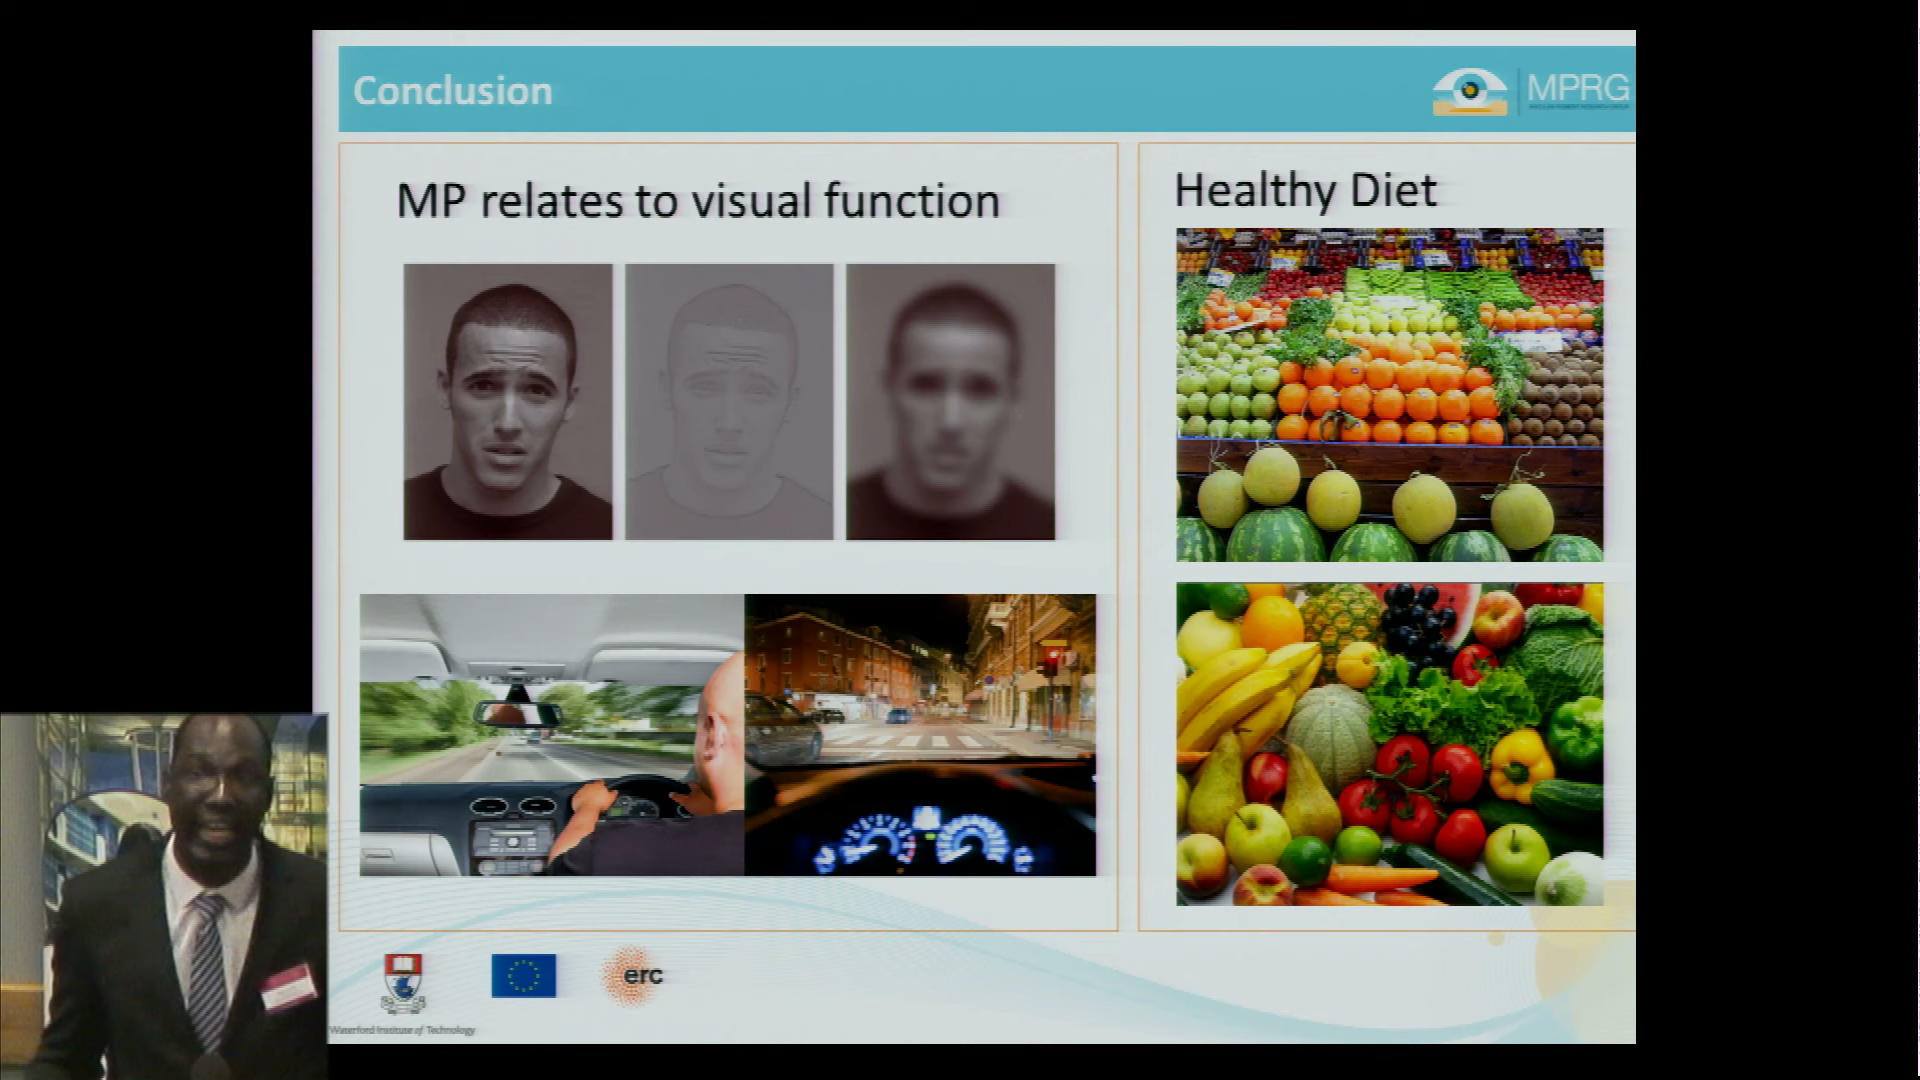 Conclusion
MPRG
MP relates to visual function
Healthy Diet
erc
Waterford Institute of Technology